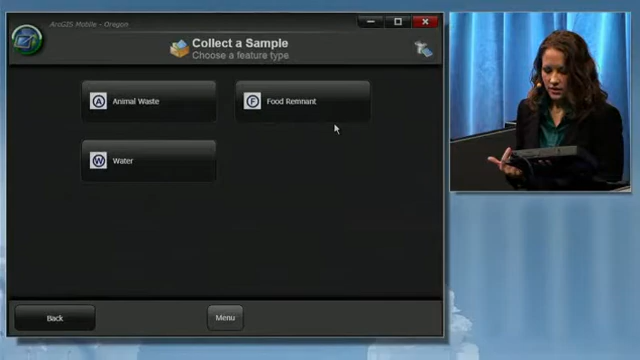 ArcGIS Mobile - Oregon
Collect a Sample
Choose a feature type
A Animal Waste
F Food Remnant
W Water
Back
Menu